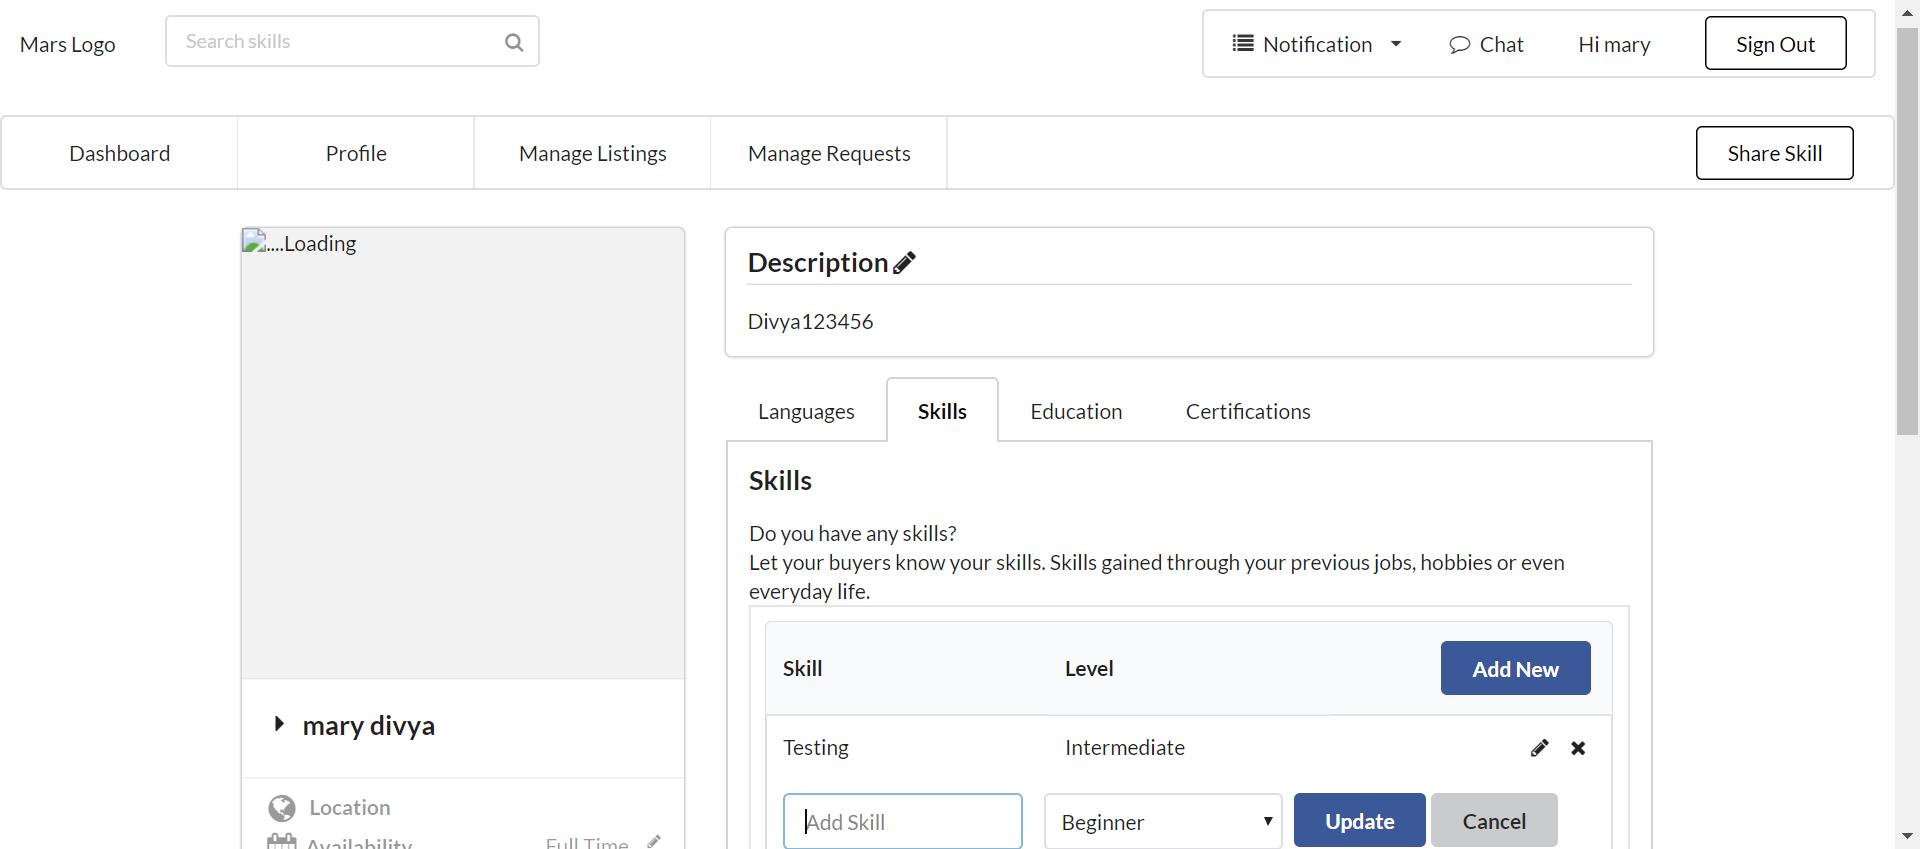 Mars Logo
Search skills
Notification
Chat
Hi mary
Sign Out
Dashboard
Profile
Manage Listings
Manage Requests
Share Skill
....Loading
mary divya
Location
Availability
Full Time
Description
Divya123456
Languages
Skills
Education
Certifications
Skills
Do you have any skills?
Let your buyers know your skills. Skills gained through your previous jobs, hobbies or even
everyday life.
Skill
Level
Add New
Testing
Intermediate
Add Skill
Beginner
Update
Cancel